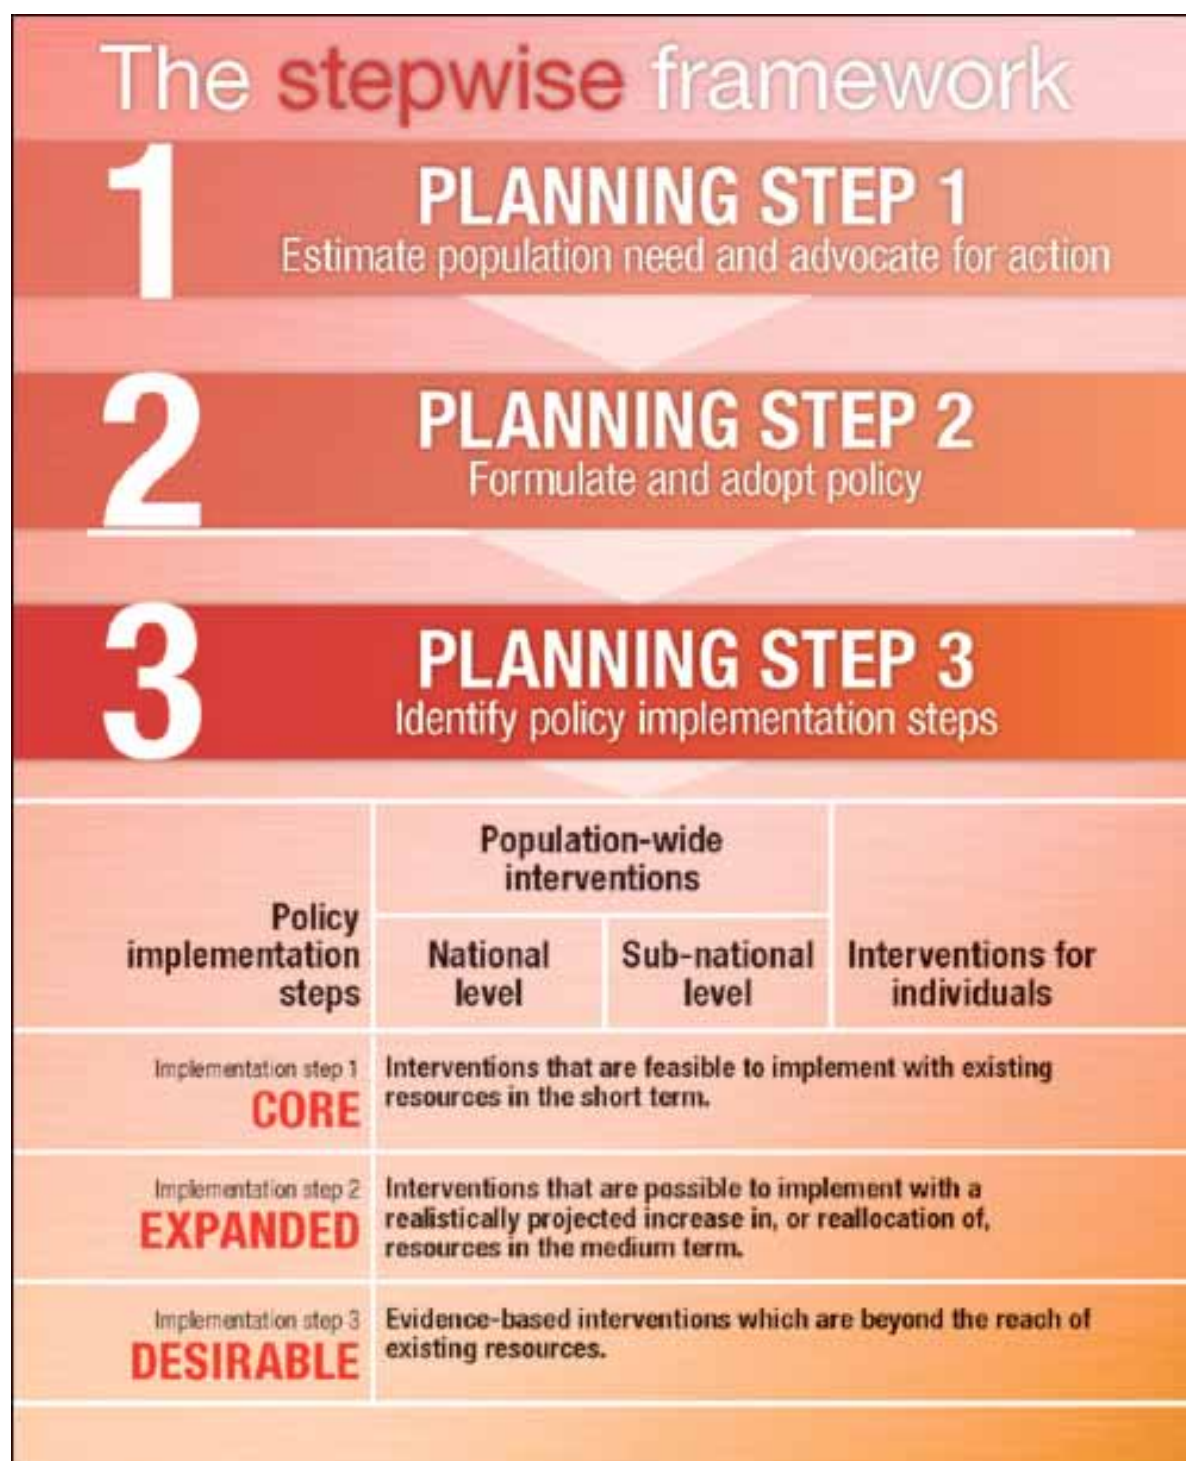 The stepwise framework
1
PLANNING STEP 1
Estimate population need and advocate for action
2
PLANNING STEP 2
Formulate and adopt policy
3
PLANNING STEP 3
Identify policy implementation steps
Policy
implementation
steps
Population-wide
interventions
National
level
Sub-national
level
Interventions for
individuals
Implementation step 1
CORE
Interventions that are feasible to implement with existing
resources in the short term.
Implementation step 2
EXPANDED
Interventions that are possible to implement with a
realistically projected increase in, or reallocation of,
resources in the medium term.
Implementation step 3
DESIRABLE
Evidence-based interventions which are beyond the reach of
existing resources.